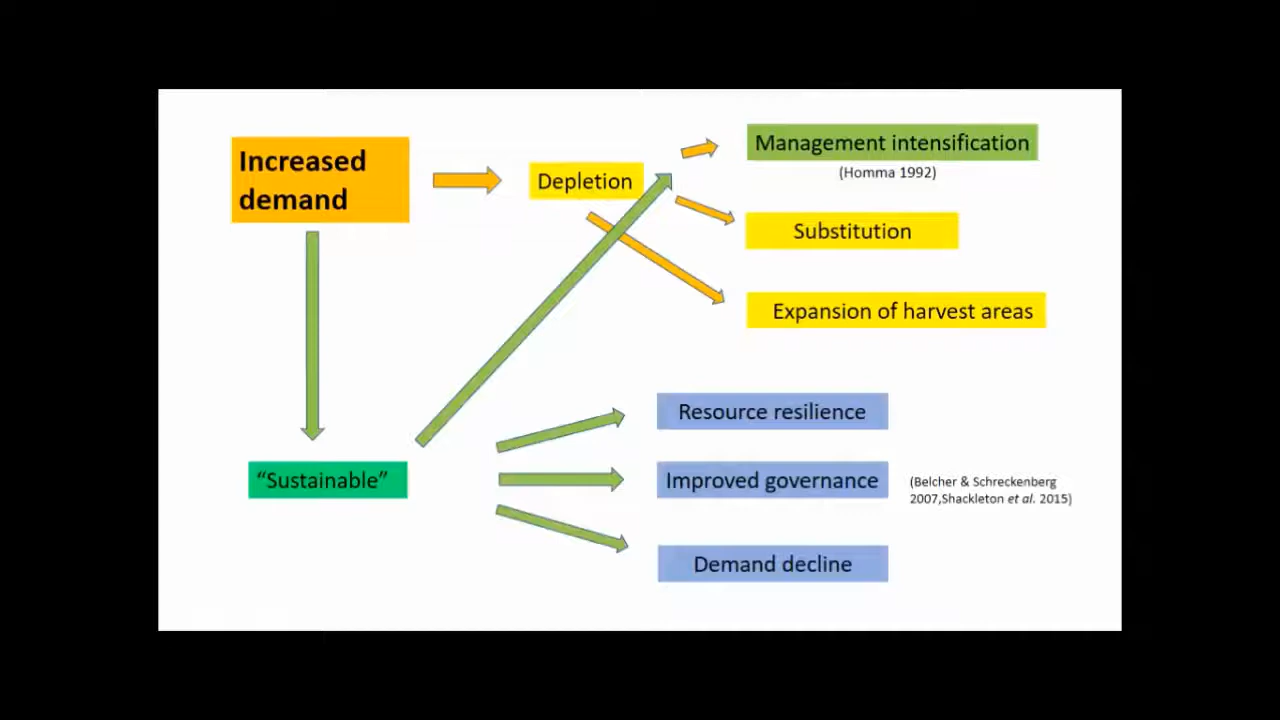 Increased
demand
Depletion
Management intensification
(Homma 1992)
Substitution
Expansion of harvest areas
Resource resilience
“Sustainable”
Improved governance
(Belcher & Schreckenberg
2007,Shackleton et al. 2015)
Demand decline